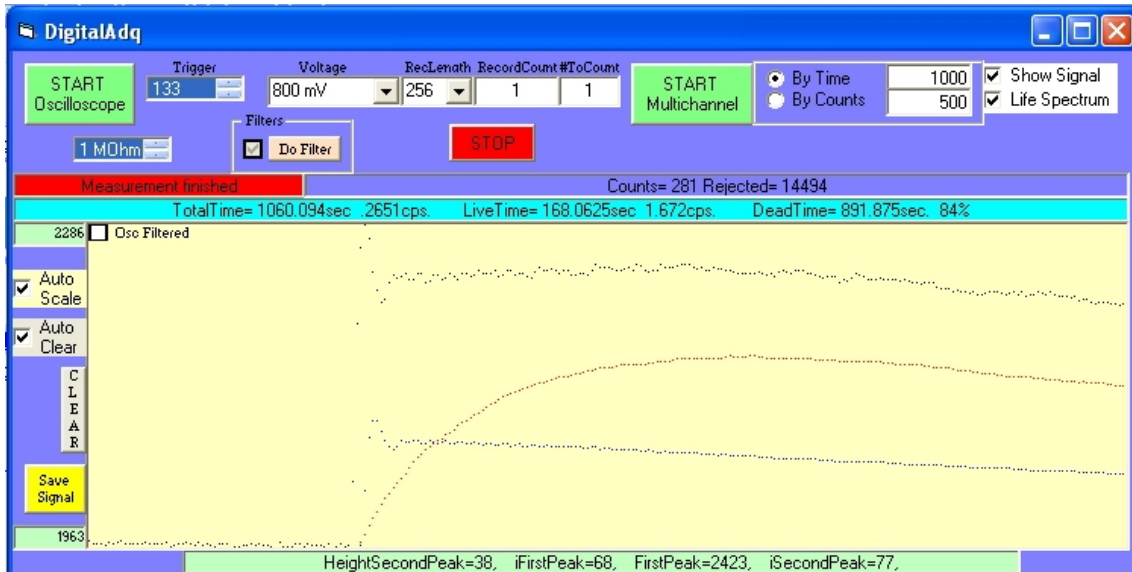 DigitalAdq
START Oscilloscope
Trigger
133
Voltage
800 mV
RecLength
256
RecordCount
1
#ToCount
1
START Multichannel
By Time
1000
By Counts
500
Show Signal
Life Spectrum
1 MOhm
Filters
Do Filter
STOP
Measurement finished
Counts= 281 Rejected= 14494
TotalTime= 1060.094sec .2651cps. LiveTime= 168.0625sec 1.672cps. DeadTime= 891.875sec. 84%
2286
Osc Filtered
Auto Scale
Auto Clear
CLEAR
Save Signal
1963
HeightSecondPeak=38, iFirstPeak=68, FirstPeak=2423, iSecondPeak=77,